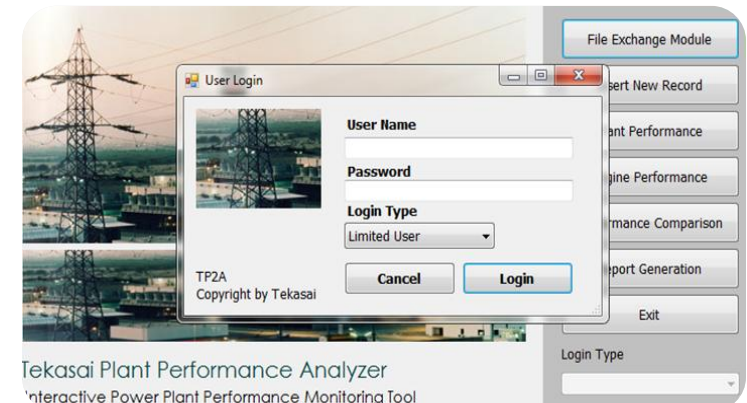 File Exchange Module
User Login
sert New Record
User Name
ant Performance
Password
gine Performance
Login Type
Limited User
rmance Comparison
TP2A
Copyright by Tekasai
Cancel
Login
eport Generation
Exit
Tekasai Plant Performance Analyzer
Interactive Power Plant Performance Monitoring Tool
Login Type